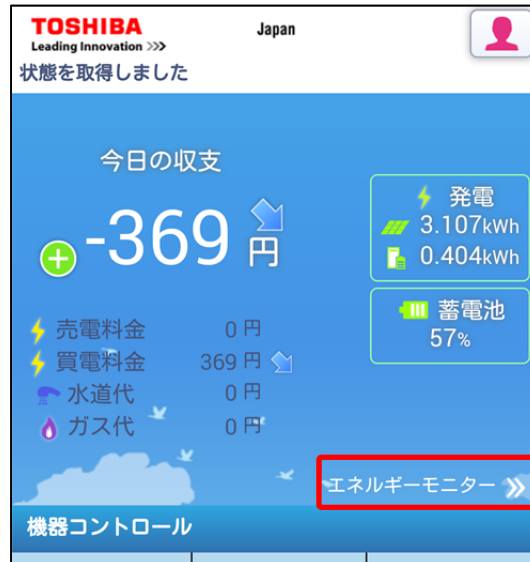 TOSHIBA
Leading Innovation >>>
Japan
状態を取得しました
今日の収支
-369 円
発電
3.107kWh
0.404kWh
蓄電池
57%
売電料金 0 円
買電料金 369 円
水道代 0 円
ガス代 0 円
エネルギーモニター
機器コントロール